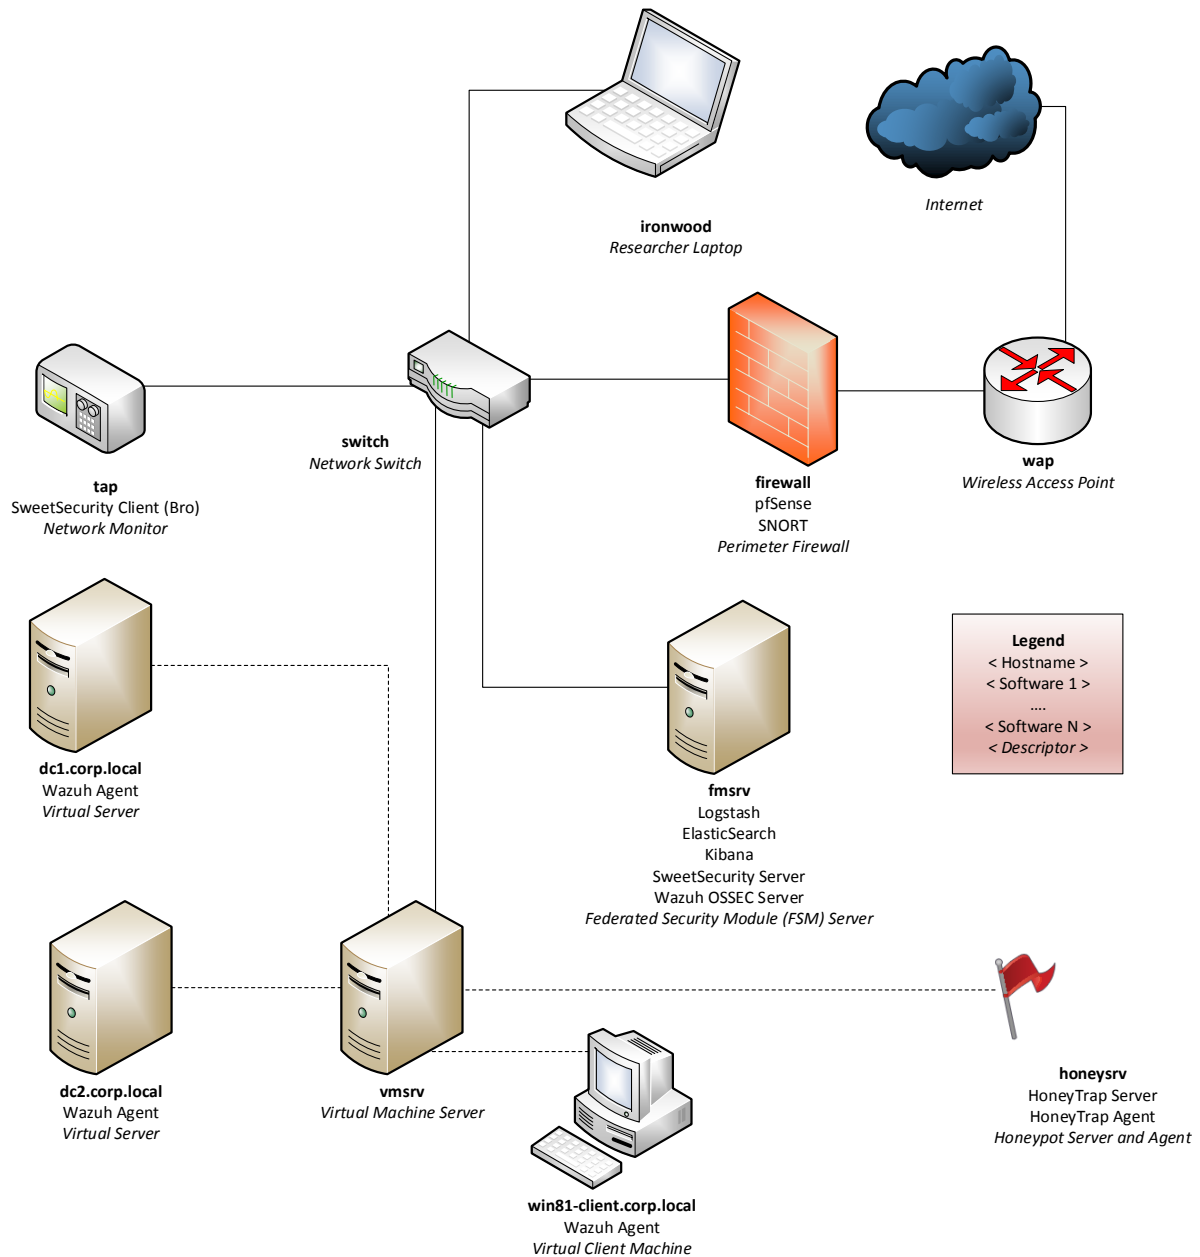 ironwood
Researcher Laptop
Internet
switch
Network Switch
wap
Wireless Access Point
tap
SweetSecurity Client (Bro)
Network Monitor
firewall
pfSense
SNORT
Perimeter Firewall
Legend
< Hostname >
< Software 1 >
....
< Software N >
< Descriptor >
dc1.corp.local
Wazuh Agent
Virtual Server
fmsrv
Logstash
ElasticSearch
Kibana
SweetSecurity Server
Wazuh OSSEC Server
Federated Security Module (FSM) Server
dc2.corp.local
Wazuh Agent
Virtual Server
vmsrv
Virtual Machine Server
honeysrv
HoneyTrap Server
HoneyTrap Agent
Honeypot Server and Agent
win81-client.corp.local
Wazuh Agent
Virtual Client Machine